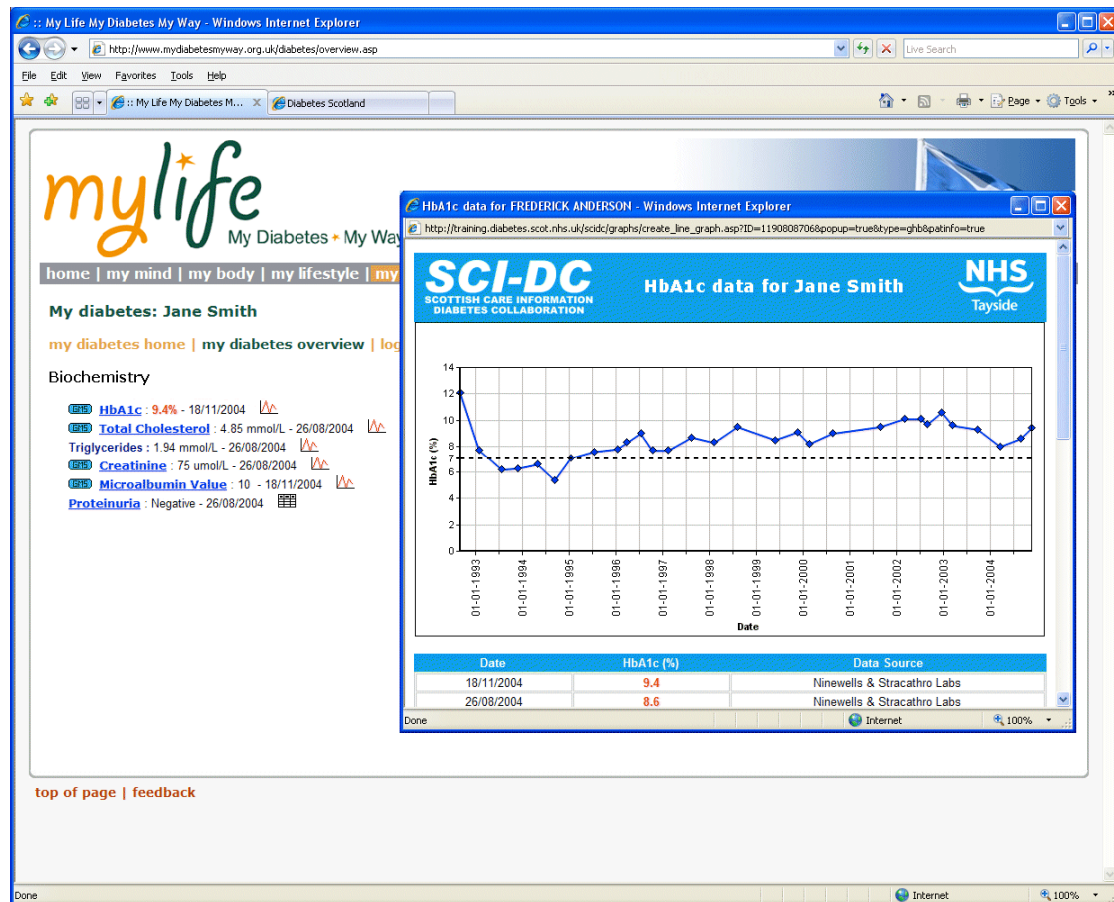 :: My Life My Diabetes My Way - Windows Internet Explorer
http://www.mydiabetesmyway.org.uk/diabetes/overview.asp
Live Search
File Edit View Favorites Tools Help
:: My Life My Diabetes M... X
Diabetes Scotland
Page
Tools
mylife
My Diabetes My Way
home | my mind | my body | my lifestyle | my
My diabetes: Jane Smith
my diabetes home | my diabetes overview | log
Biochemistry
GMS HbA1c : 9.4% - 18/11/2004
GMS Total Cholesterol : 4.85 mmol/L - 26/08/2004
Triglycerides : 1.94 mmol/L - 26/08/2004
GMS Creatinine : 75 umol/L - 26/08/2004
GMS Microalbumin Value : 10 - 18/11/2004
Proteinuria : Negative - 26/08/2004
HbA1c data for FREDERICK ANDERSON - Windows Internet Explorer
http://training.diabetes.scot.nhs.uk/scidc/graphs/create_line_graph.asp?ID=1190808706&popup=true&type=ghb&patinfo=true
SCI-DC
SCOTTISH CARE INFORMATION
DIABETES COLLABORATION
HbA1c data for Jane Smith
NHS
Tayside
14
12
10
8
7
6
4
2
0
HbA1c (%)
01-01-1993
01-01-1994
01-01-1995
01-01-1996
01-01-1997
01-01-1998
01-01-1999
01-01-2000
01-01-2001
01-01-2002
01-01-2003
01-01-2004
Date
Date HbA1c (%) Data Source
18/11/2004 9.4 Ninewells & Stracathro Labs
26/08/2004 8.6 Ninewells & Stracathro Labs
Done Internet 100%
top of page | feedback
Done Internet 100%